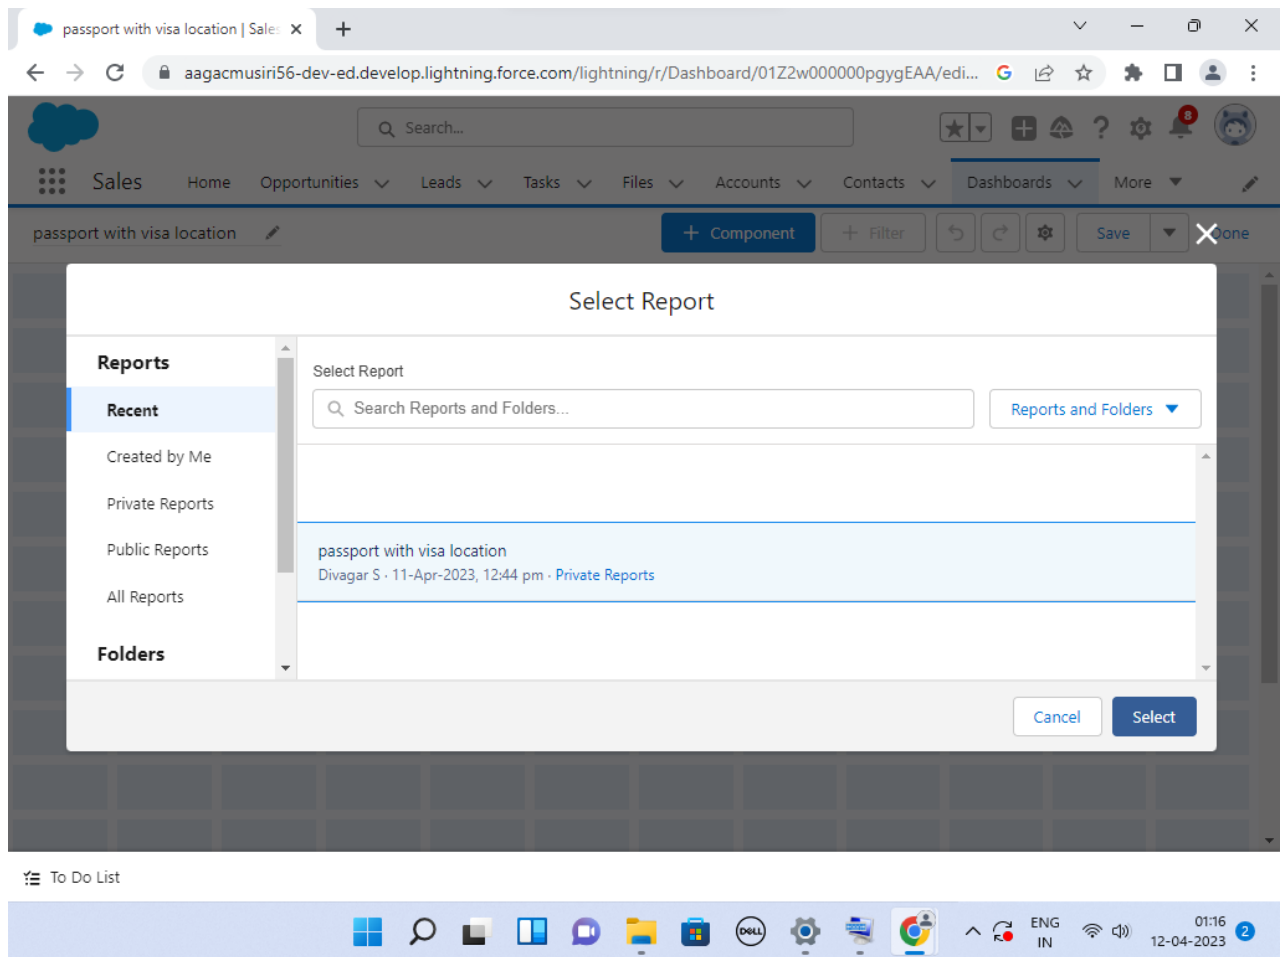 passport with visa location | Sales
aagacmusiri56-dev-ed.develop.lightning.force.com/lightning/r/Dashboard/01Z2w000000pgygEAA/edi...
Search...
8
Sales Home Opportunities Leads Tasks Files Accounts Contacts Dashboards More
passport with visa location + Component + Filter Save Done
Select Report
Reports
Recent
Created by Me
Private Reports
Public Reports
All Reports
Folders
Select Report
Search Reports and Folders...
Reports and Folders
passport with visa location
Divagar S · 11-Apr-2023, 12:44 pm · Private Reports
Cancel Select
To Do List
DELL
ENG
IN
01:16
12-04-2023
2